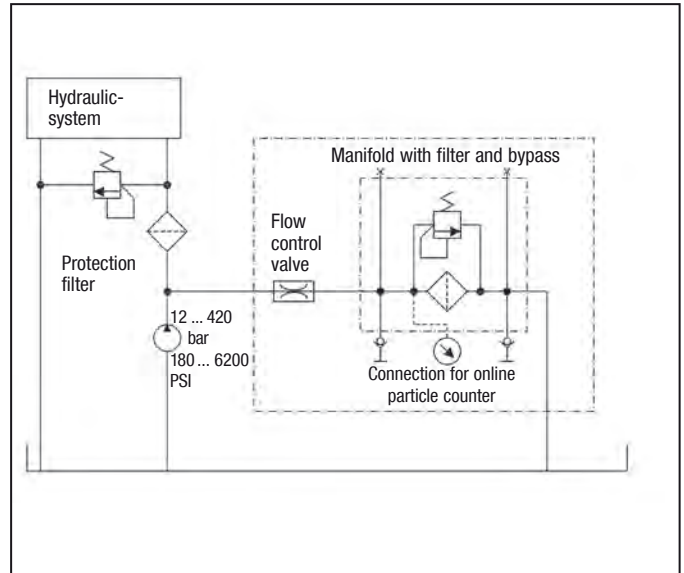 Hydraulic-
system
Manifold with filter and bypass
Flow
control
valve
Protection
filter
12 ... 420
bar
180 ... 6200
PSI
Connection for online
particle counter